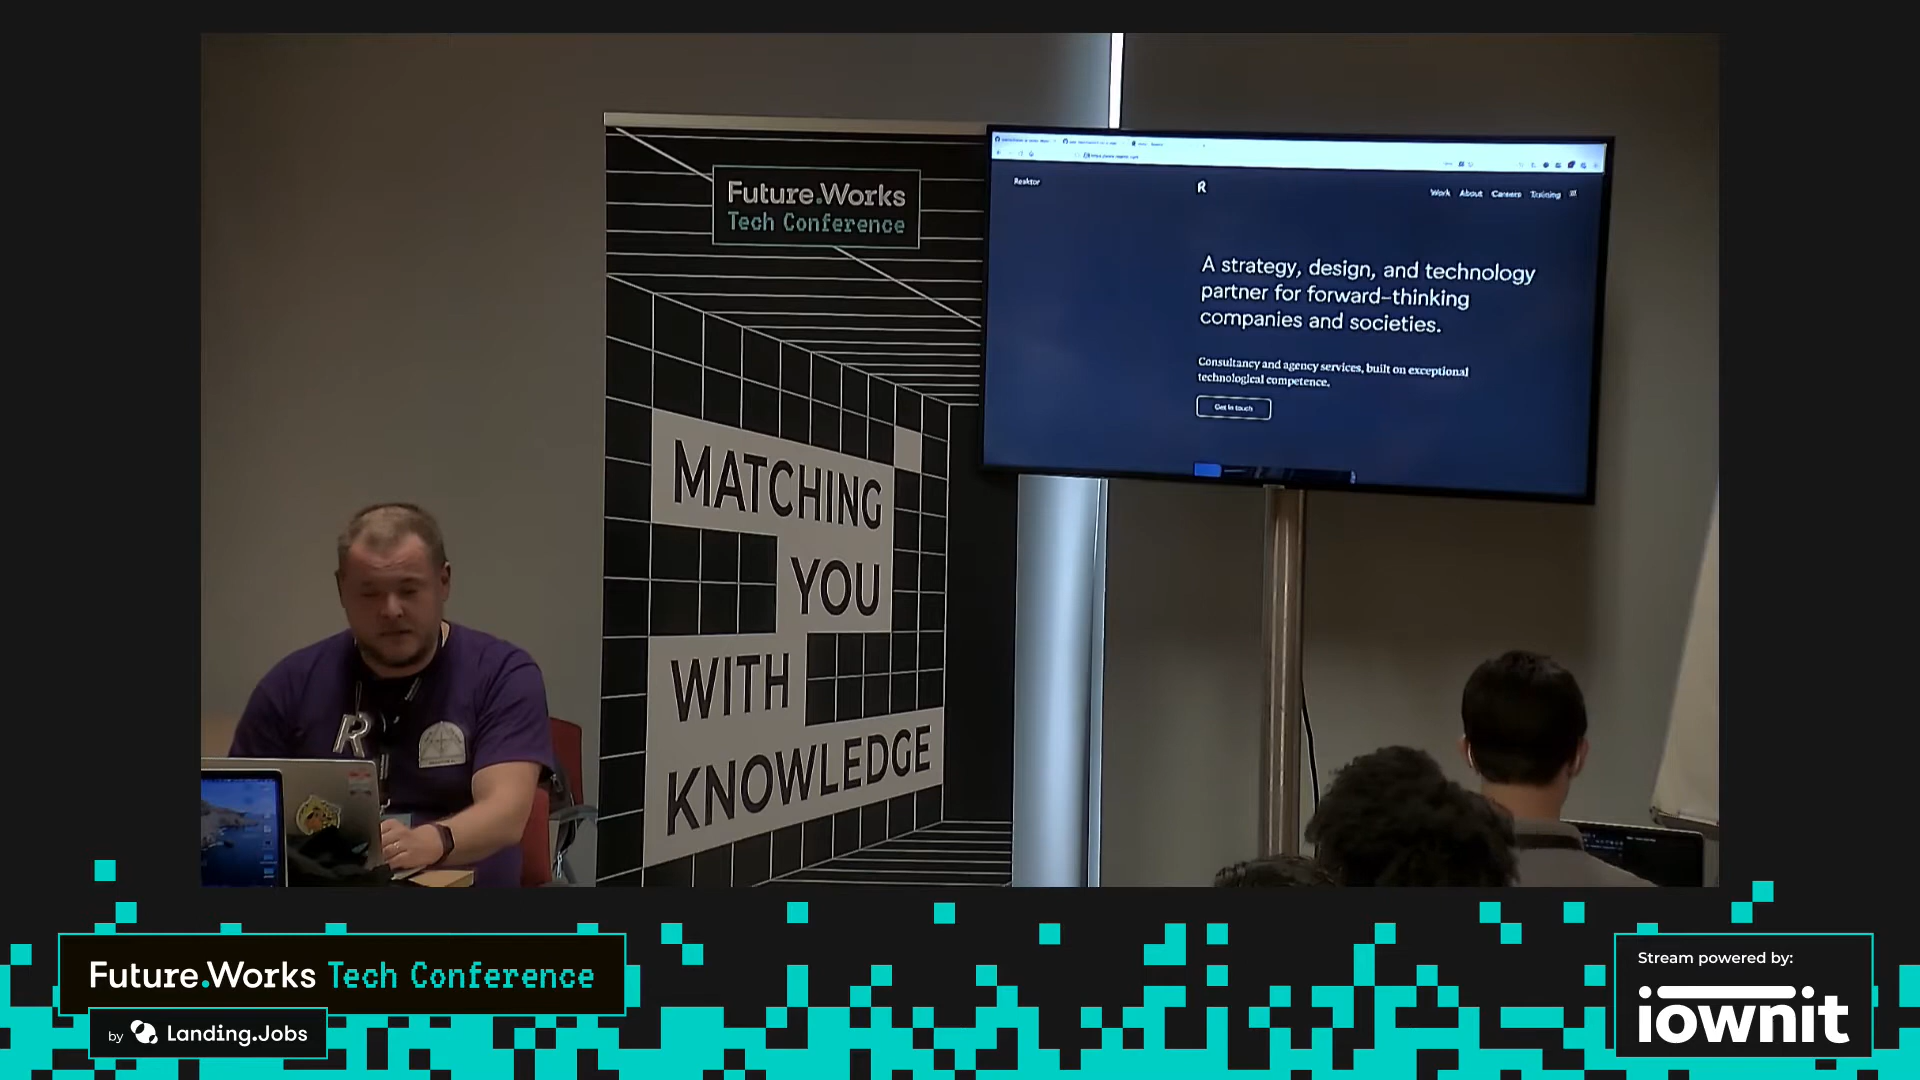 Future.Works
Tech Conference
MATCHING
YOU
WITH
KNOWLEDGE
Reaktor
R
Work About Careers Training
A strategy, design, and technology
partner for forward-thinking
companies and societies.
Consultancy and agency services, built on exceptional
technological competence.
Get in touch
R
Future.Works Tech Conference
by Landing.Jobs
Stream powered by:
iownit